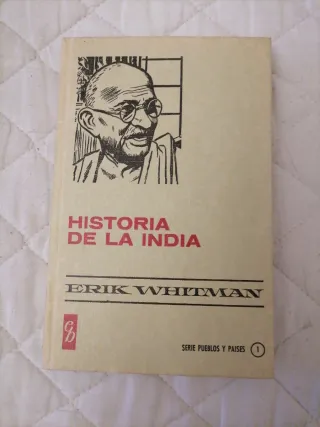 HISTORIA
DE LA INDIA
ERIK WHITMAN
SERIE PUEBLOS Y PAISES 1